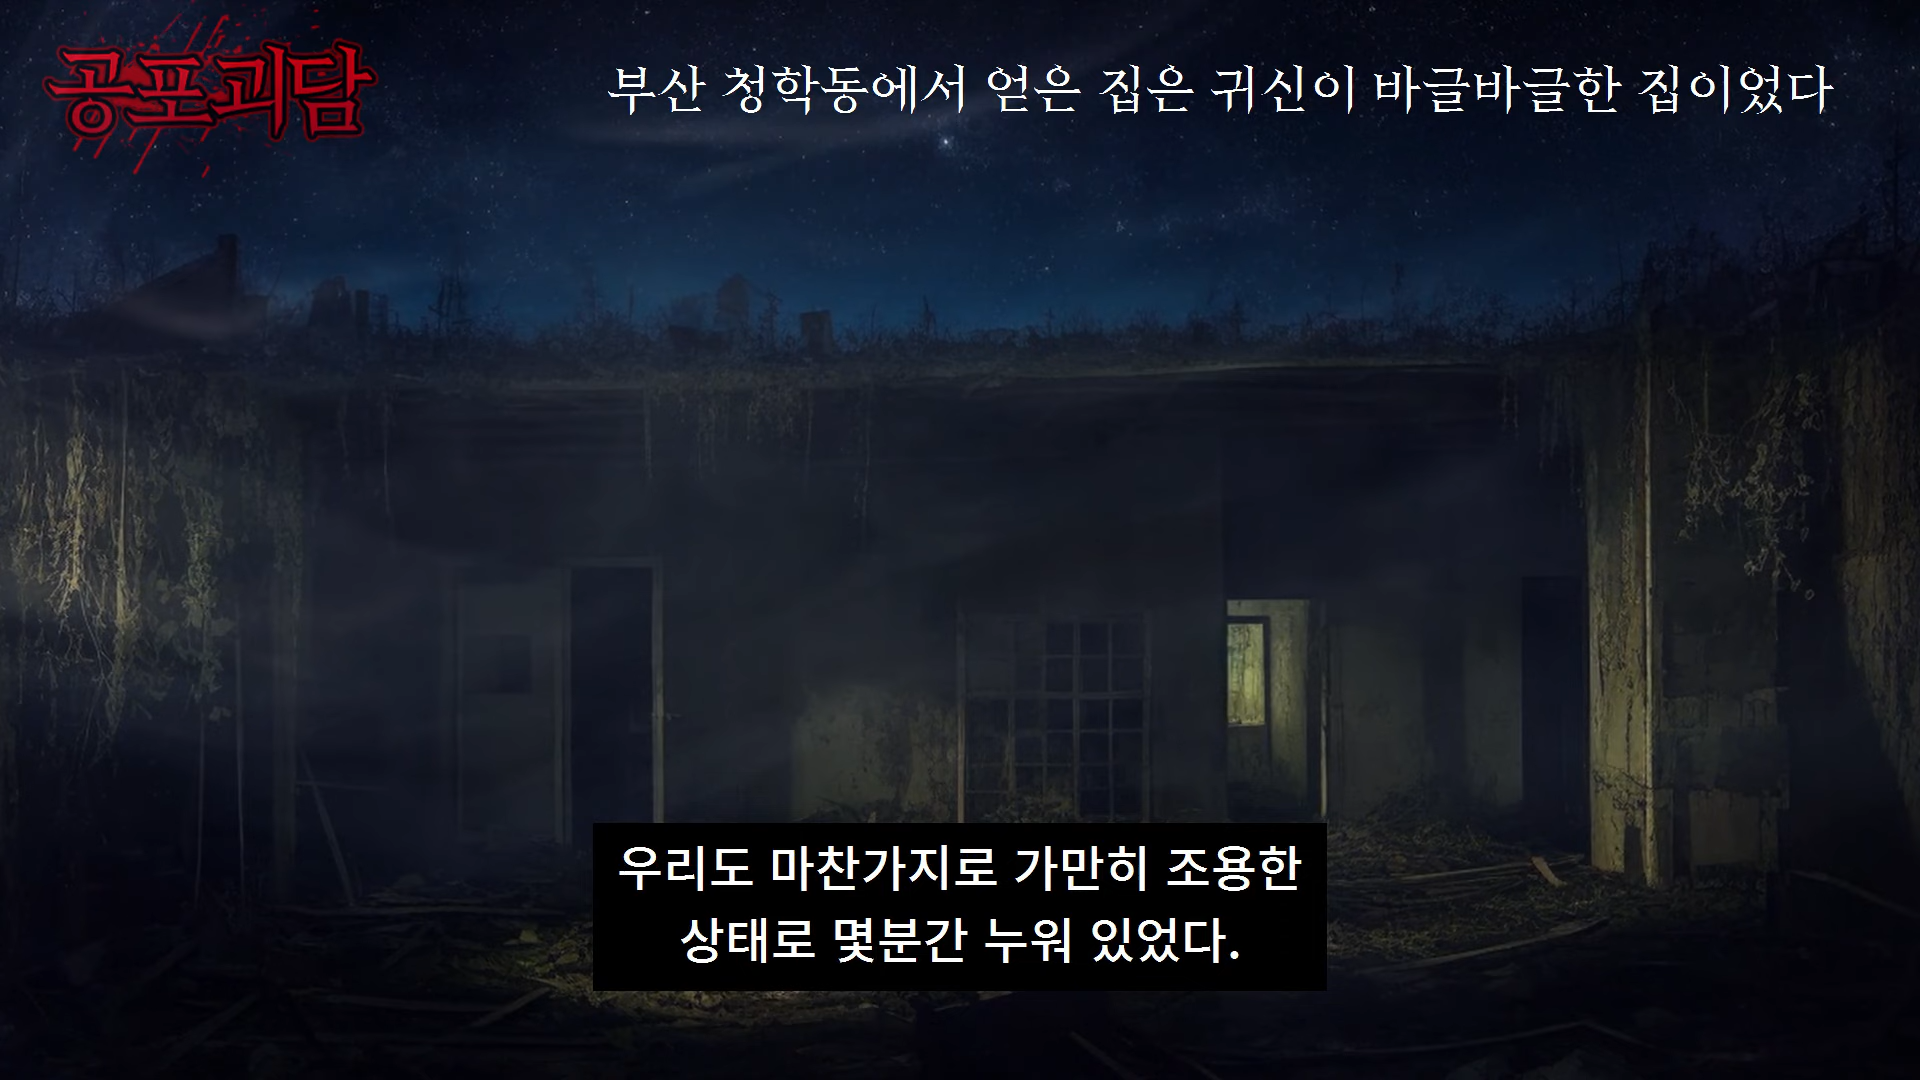 공포괴담
부산 청학동에서 얻은 집은 귀신이 바글바글한 집이었다
우리도 마찬가지로 가만히 조용한
상태로 몇분간 누워 있었다.